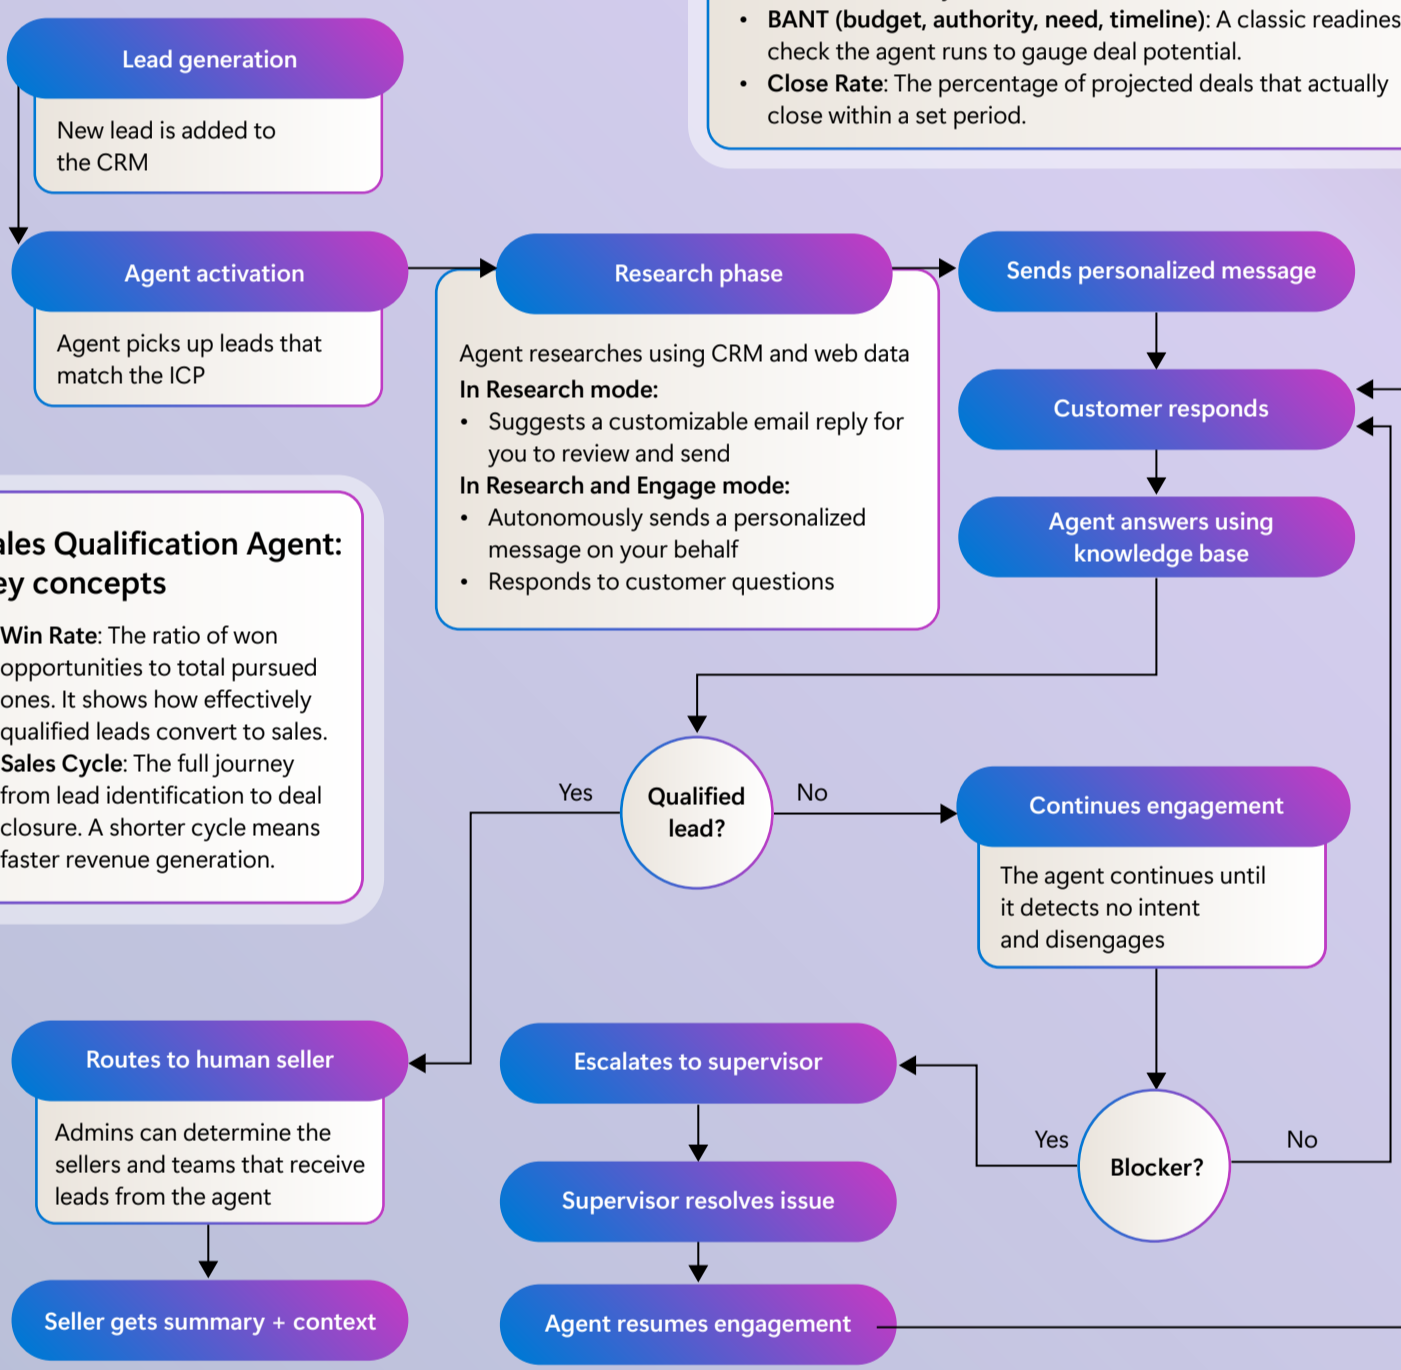 Lead generation
New lead is added to
the CRM
• BANT (budget, authority, need, timeline): A classic
check the agent runs to gauge deal potential.
• Close Rate: The percentage of projected deals that actually
close within a set period.
Agent activation
Agent picks up leads that
match the ICP
Research phase
Agent researches using CRM and web data
In Research mode:
• Suggests a customizable email reply for
you to review and send
In Research and Engage mode:
• Autonomously sends a personalized
message on your behalf
• Responds to customer questions
Sends personalized message
Customer responds
Agent answers using
knowledge base
Qualification Agent:
concepts
Win Rate: The ratio of won
opportunities to total pursued
ones. It shows how effectively
qualified leads convert to sales.
Sales Cycle: The full journey
from lead identification to deal
closure. A shorter cycle means
faster revenue generation.
Yes
Qualified
lead?
No
Continues engagement
The agent continues until
it detects no intent
and disengages
Routes to human seller
Admins can determine the
sellers and teams that receive
leads from the agent
Seller gets summary + context
Escalates to supervisor
Supervisor resolves issue
Agent resumes engagement
Yes
Blocker?
No